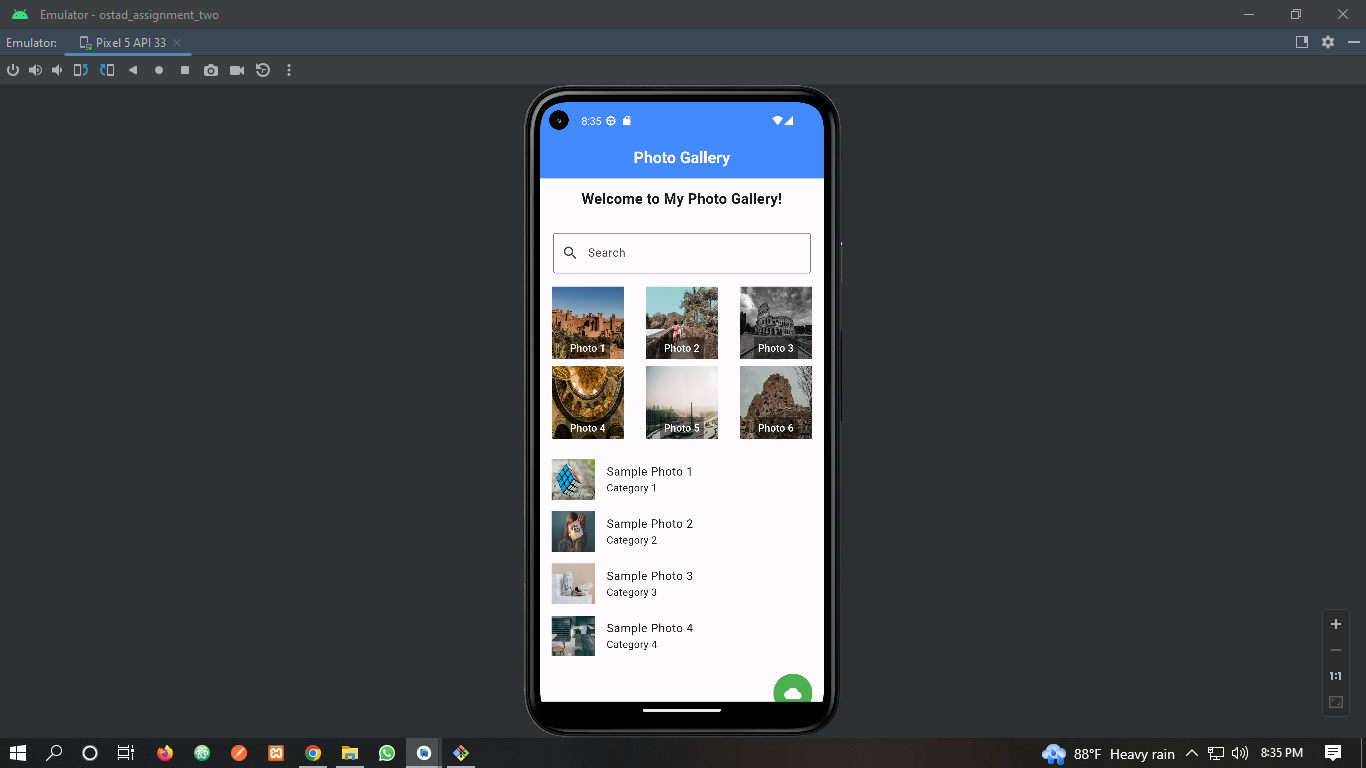 Emulator - ostad_assignment_two
Emulator:
Pixel 5 API 33
8:35
Photo Gallery
Welcome to My Photo Gallery!
Search
Photo 1
Photo 2
Photo 3
Photo 4
Photo 5
Photo 6
Sample Photo 1
Category 1
Sample Photo 2
Category 2
Sample Photo 3
Category 3
Sample Photo 4
Category 4
1:1
88°F Heavy rain
8:35 PM